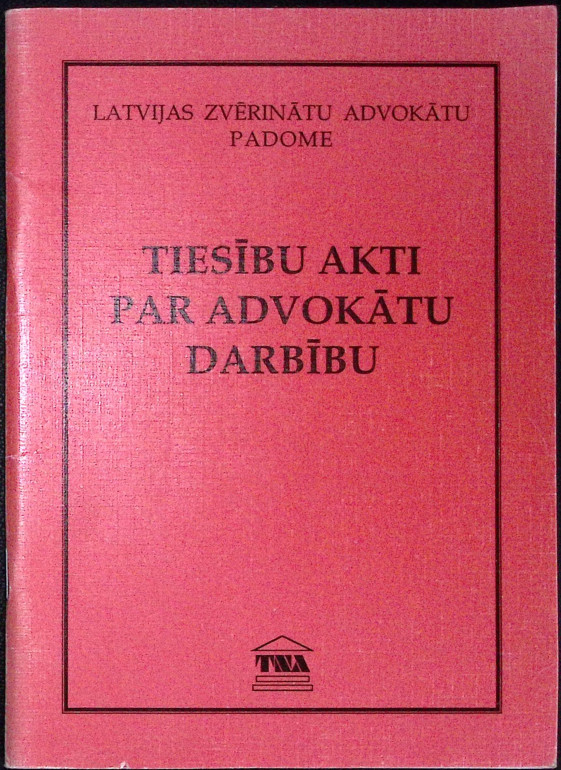 LATVIJAS ZVĒRINĀTU ADVOKĀTU
PADOME
TIESĪBU AKTI
PAR ADVOKĀTU
DARBĪBU
TNA